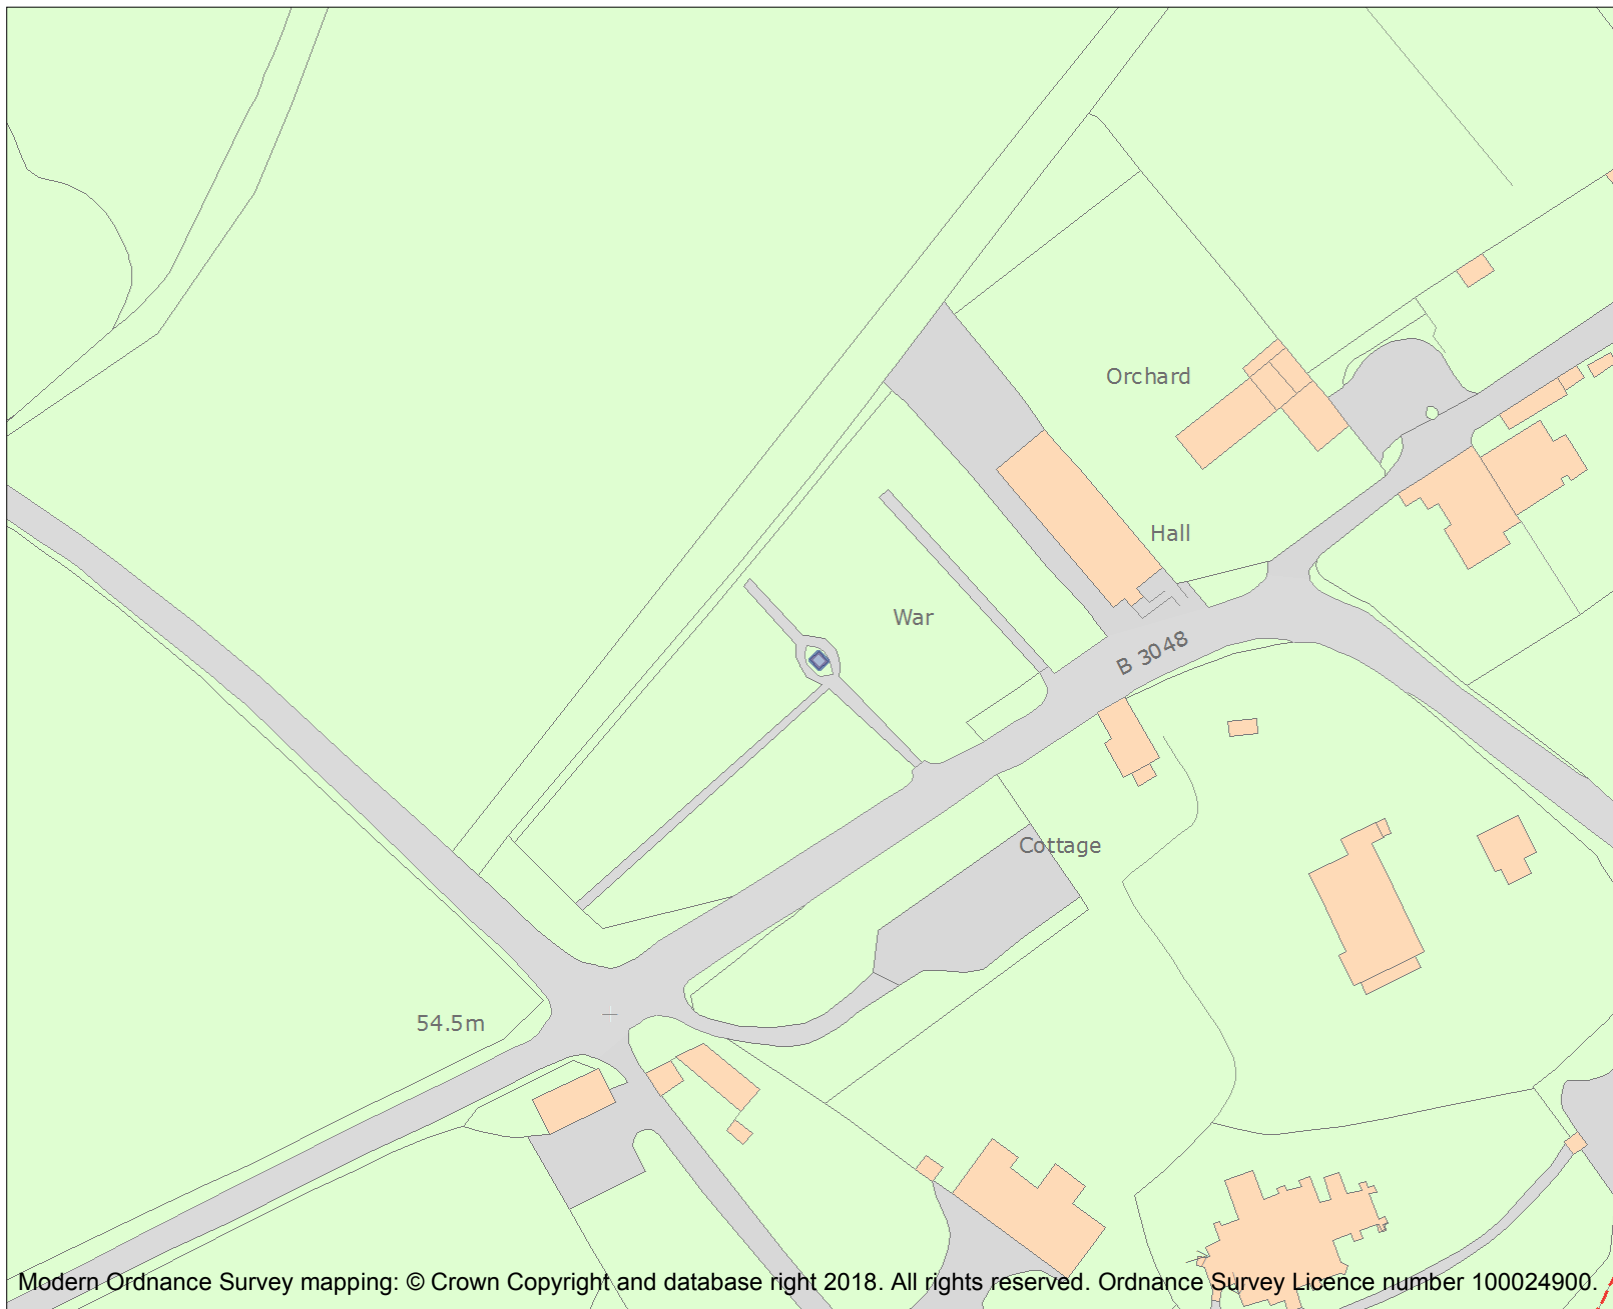 Orchard
Hall
War
B 3048
Cottage
54.5m
Modern Ordnance Survey mapping: © Crown Copyright and database right 2018. All rights reserved. Ordnance Survey Licence number 100024900.